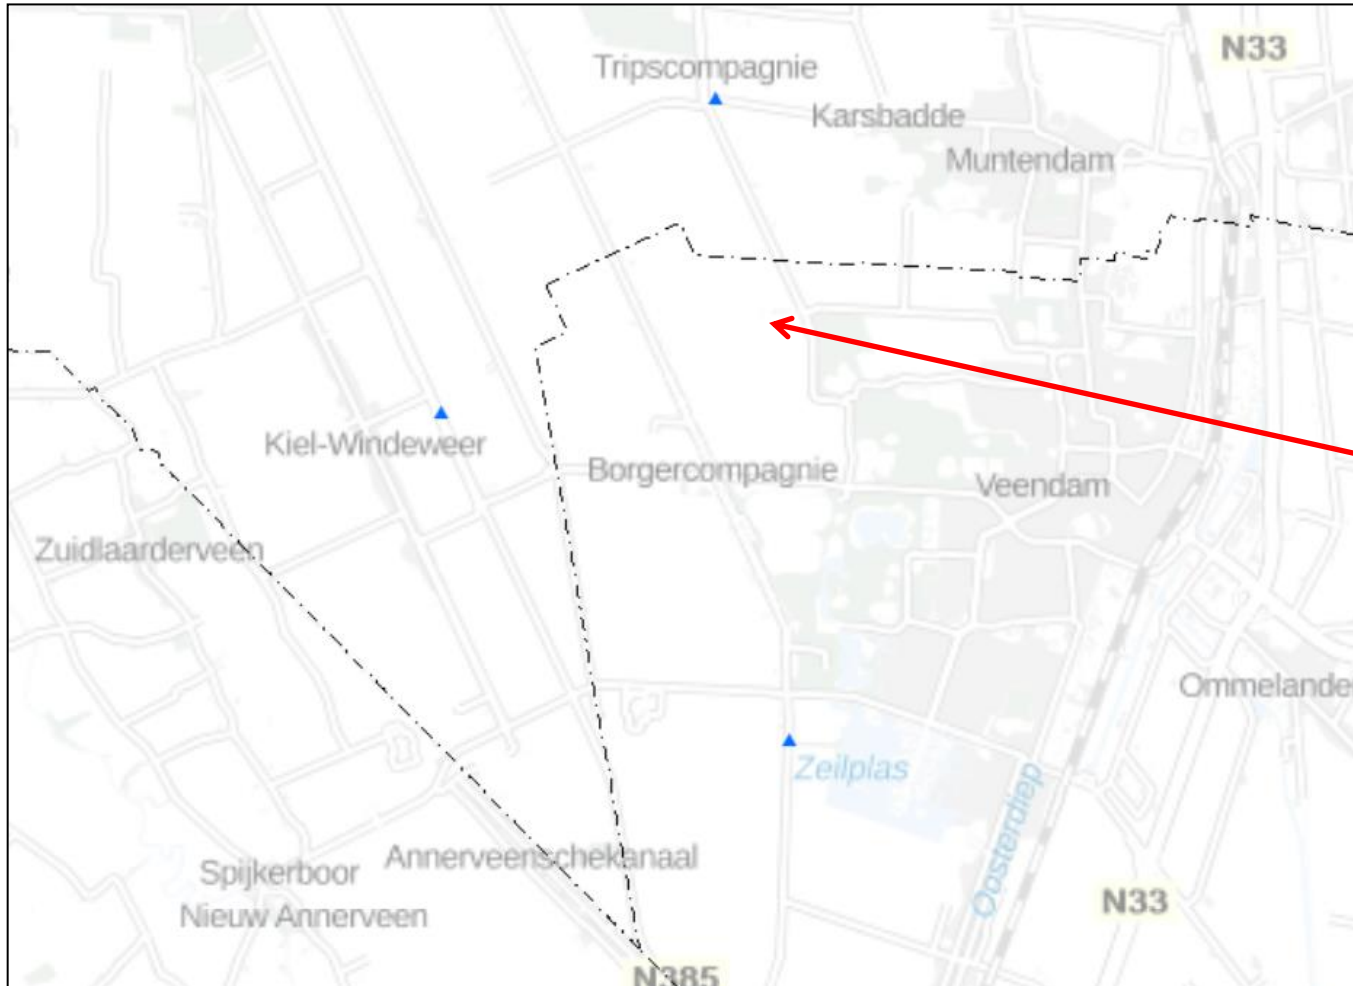 N33
Tripscompagnie
Karsbadde
Muntendam
Kiel-Windeweer
Borgercompagnie
Veendam
Zuidlaarderveen
Ommelande
Zeilplas
Oosterdiep
Annerveenschekanaal
Spijkerboor
Nieuw Annerveen
N33
N385